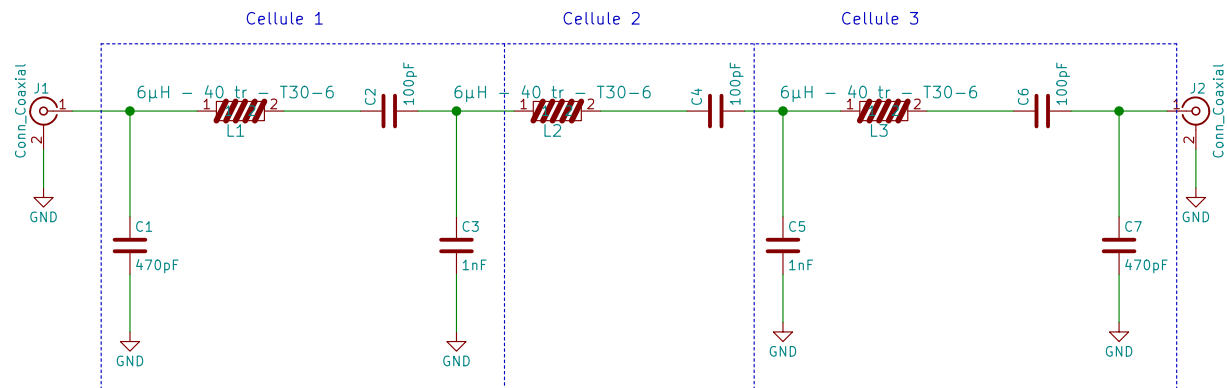 Cellule 1
Cellule 2
Cellule 3
J1
Conn_Coaxial
1
2
GND
6µH - 40 tr - T30-6
1
2
L1
C2
100pF
6µH - 40 tr - T30-6
1
2
L2
C4
100pF
6µH - 40 tr - T30-6
1
2
L3
C6
100pF
J2
Conn_Coaxial
1
2
GND
C1
470pF
GND
C3
1nF
GND
C5
1nF
GND
C7
470pF
GND